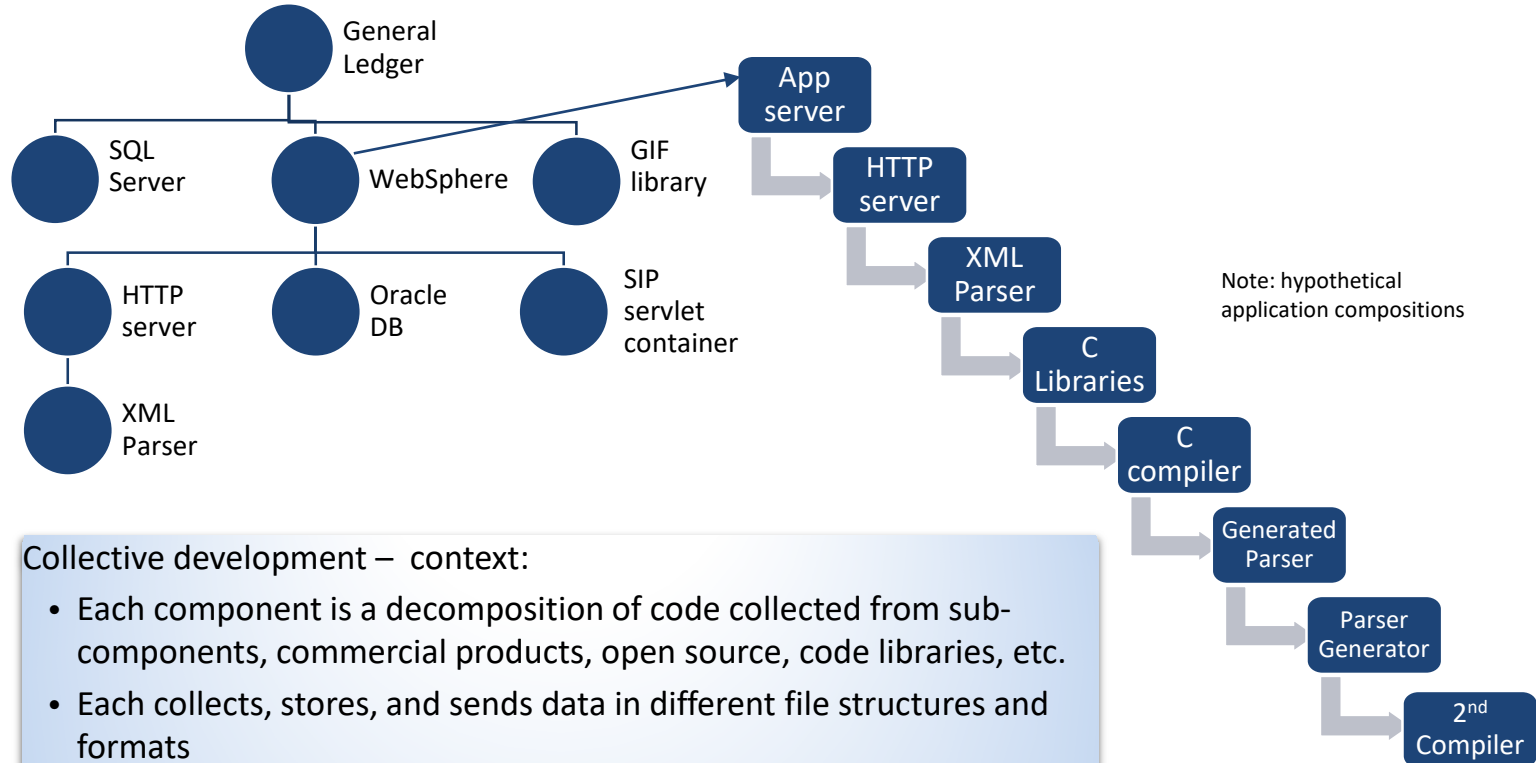 General
Ledger
SQL
Server
WebSphere
GIF
library
HTTP
server
Oracle
DB
SIP
servlet
container
XML
Parser
App
server
HTTP
server
XML
Parser
C
Libraries
C
compiler
Generated
Parser
Parser
Generator
2nd
Compiler
Note: hypothetical
application compositions
Collective development – context:
• Each component is a decomposition of code collected from sub-
components, commercial products, open source, code libraries, etc.
• Each collects, stores, and sends data in different file structures and
formats